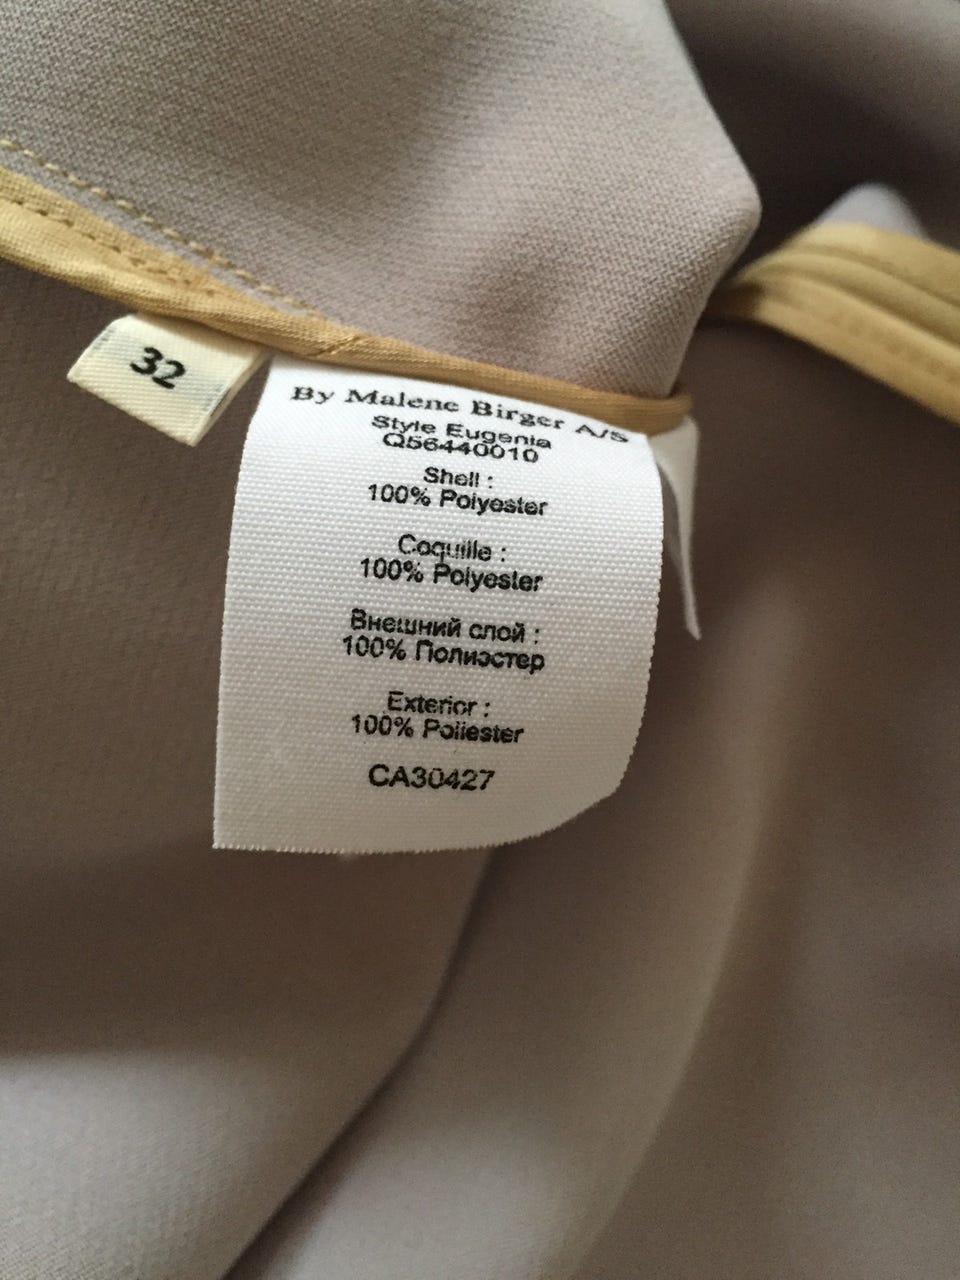 32
By Malene Birger A/S
Style Eugenia
Q56440010
Shell :
100% Polyester
Coquille :
100% Polyester
Внешний слой :
100% Полиэстер
Exterior :
100% Poliester
CA30427